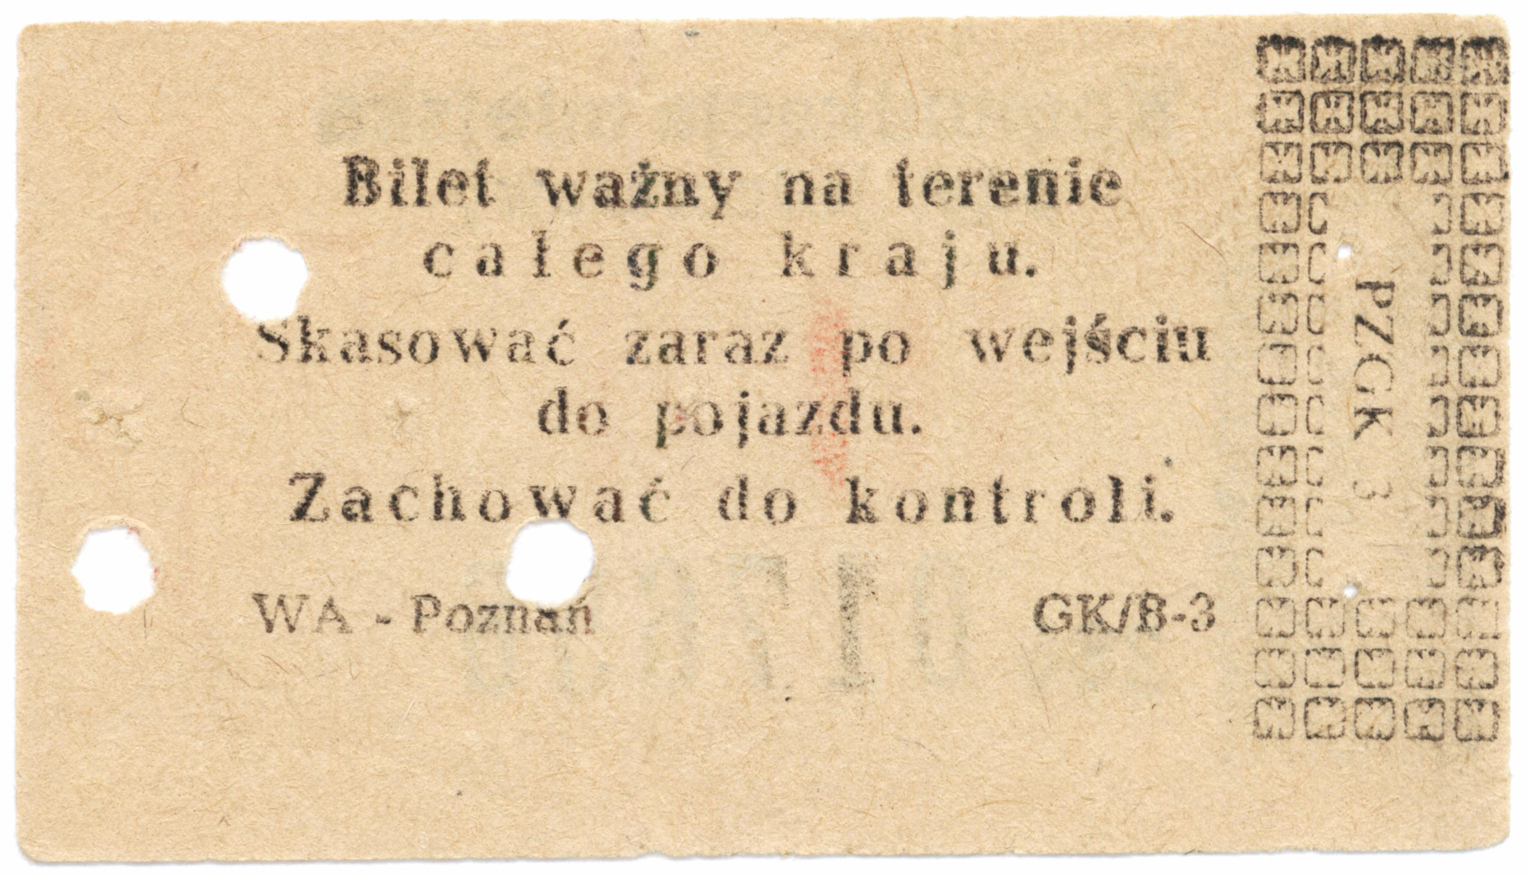 Bilet ważny na terenie
całego kraju.
Skasować zaraz po wejściu
do pojazdu.
Zachować do kontroli.
WA - Poznań
GK/B-3
PZGK 3